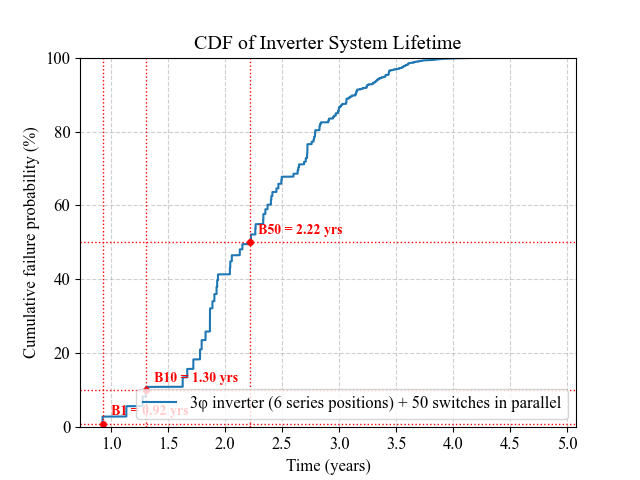 CDF of Inverter System Lifetime
Cumulative failure probability (%)
100
80
60
40
20
0
B50 = 2.22 yrs
B10 = 1.30 yrs
B1 = 0.92 yrs
3φ inverter (6 series positions) + 50 switches in parallel
1.0 1.5 2.0 2.5 3.0 3.5 4.0 4.5 5.0
Time (years)